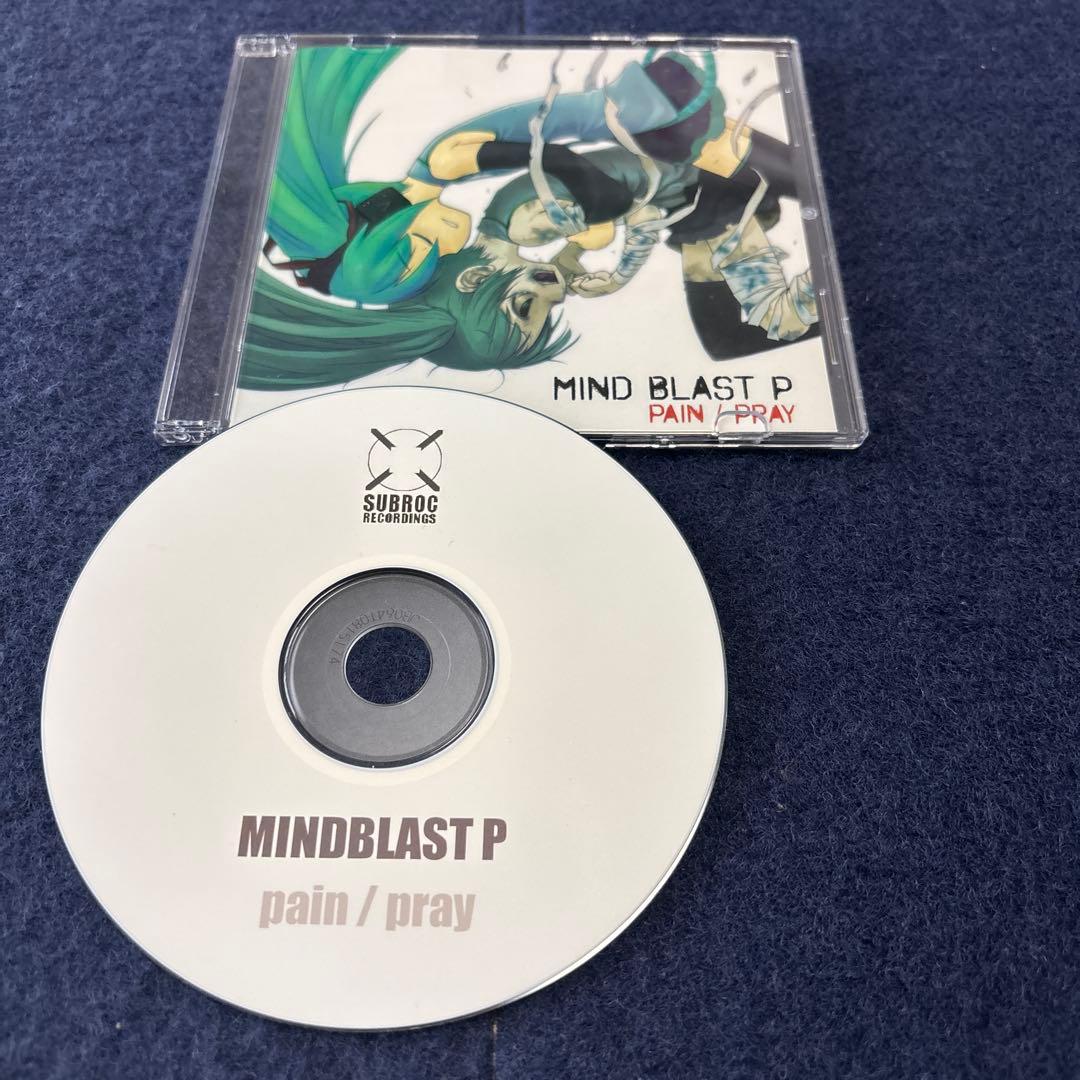 MIND BLAST P
PAIN / PRAY
SUBROC
RECORDINGS
MINDBLAST P
pain / pray